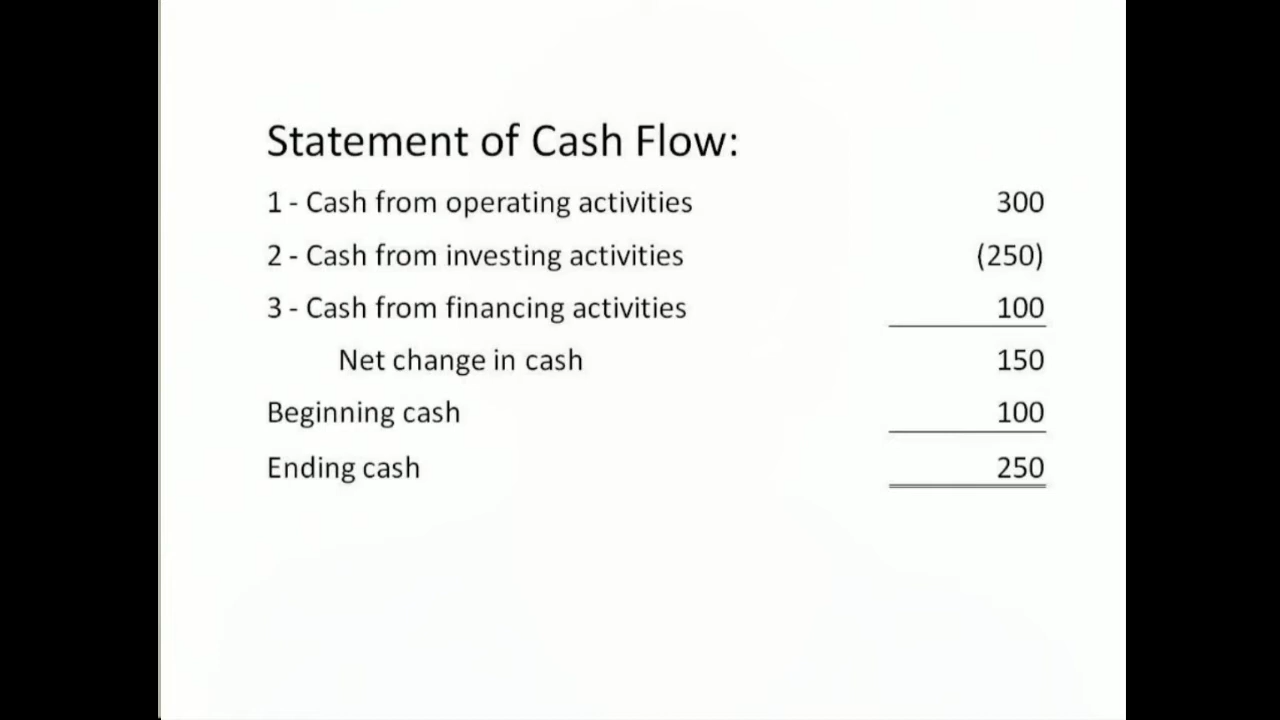 Statement of Cash Flow:
1 - Cash from operating activities 300
2 - Cash from investing activities (250)
3 - Cash from financing activities 100
Net change in cash 150
Beginning cash 100
Ending cash 250